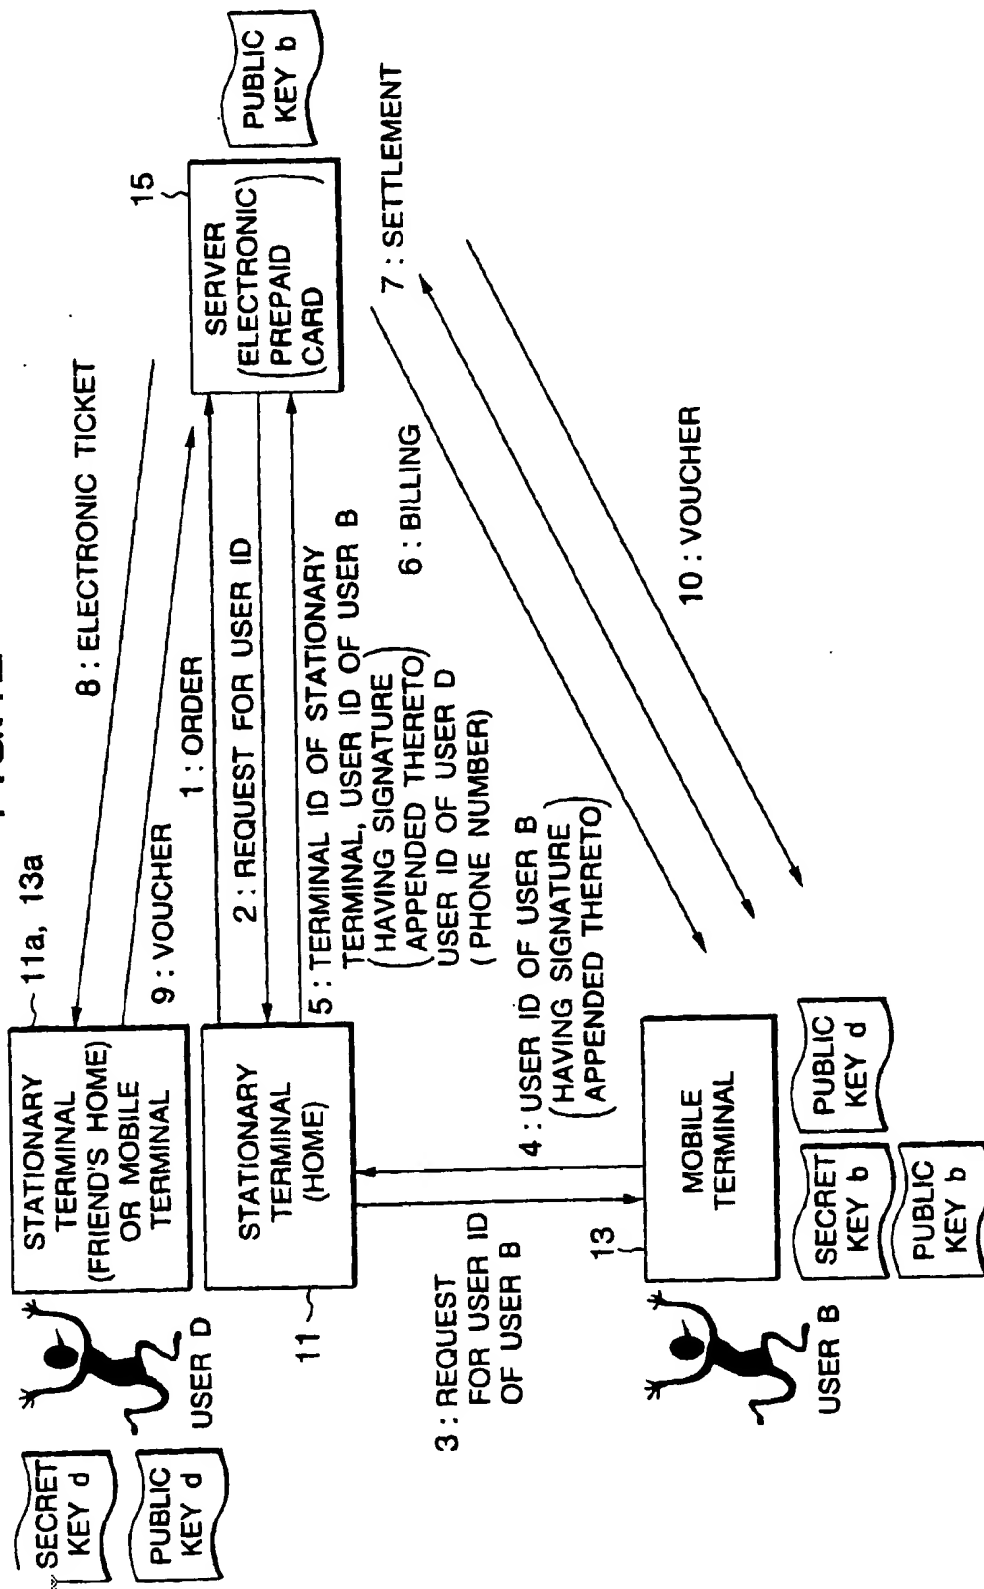 SECRET
KEY d
PUBLIC
KEY d
USER D
STATIONARY
TERMINAL
(FRIEND'S HOME)
OR MOBILE
TERMINAL
11a, 13a
8 : ELECTRONIC TICKET
9 : VOUCHER
1 : ORDER
2 : REQUEST FOR USER ID
5 : TERMINAL ID OF STATIONARY
TERMINAL, USER ID OF USER B
(HAVING SIGNATURE
APPENDED THERETO)
USER ID OF USER D
(PHONE NUMBER)
STATIONARY
TERMINAL
(HOME)
11
15
SERVER
(ELECTRONIC
PREPAID
CARD)
PUBLIC
KEY b
3 : REQUEST
FOR USER ID
OF USER B
4 : USER ID OF USER B
(HAVING SIGNATURE
APPENDED THERETO)
6 : BILLING
7 : SETTLEMENT
10 : VOUCHER
13
MOBILE
TERMINAL
USER B
SECRET
KEY b
PUBLIC
KEY b
PUBLIC
KEY d